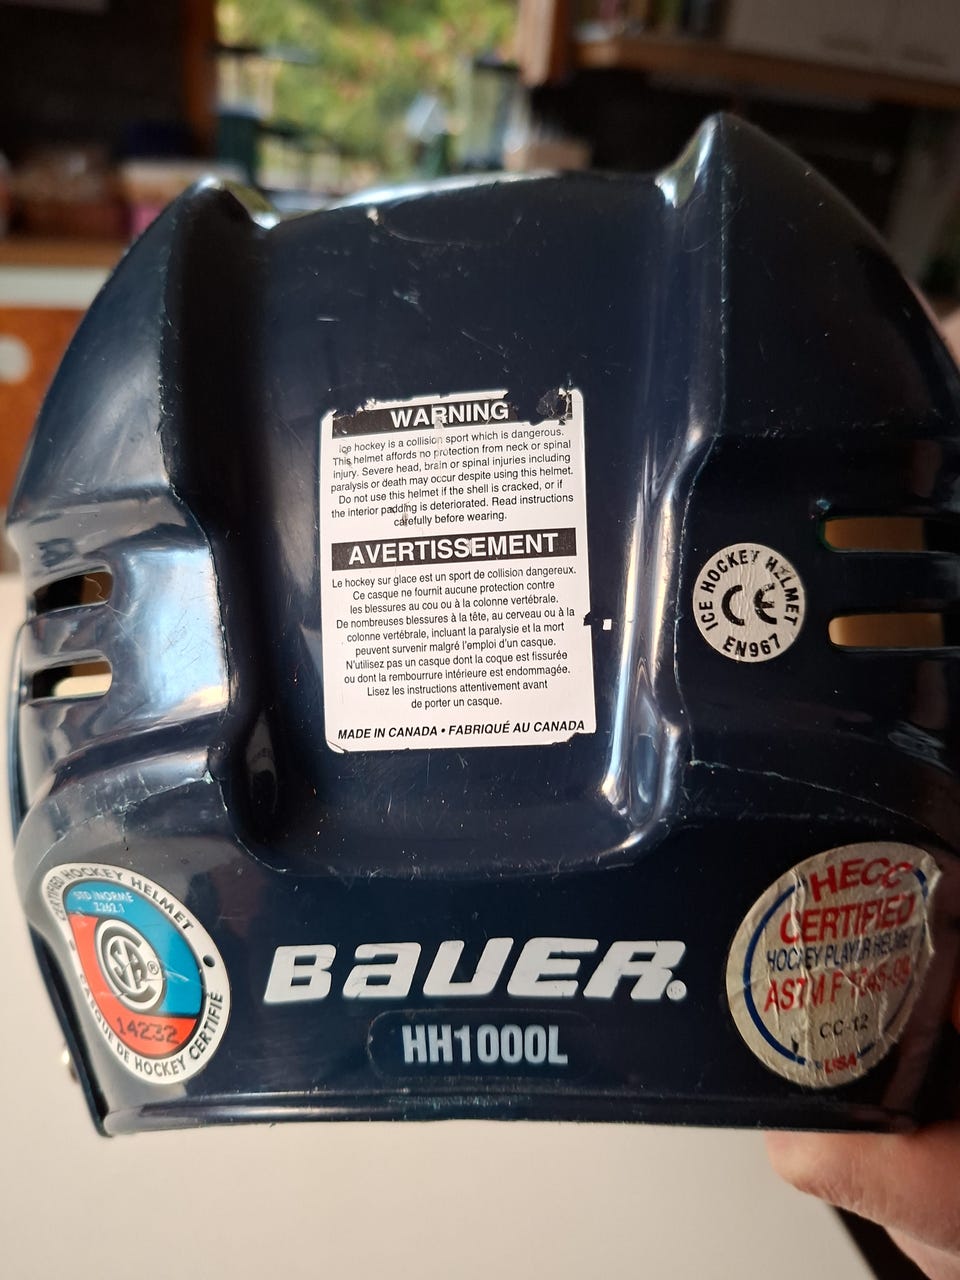 WARNING
Ice hockey is a collision sport which is dangerous.
This helmet affords no protection from neck or spinal
injury. Severe head, brain or spinal injuries including
paralysis or death may occur despite using this helmet.
Do not use this helmet if the shell is cracked, or if
the interior padding is deteriorated. Read instructions
carefully before wearing.
AVERTISSEMENT
Le hockey sur glace est un sport de collision dangereux.
Ce casque ne fournit aucune protection contre
les blessures au cou ou à la colonne vertébrale.
De nombreuses blessures à la tête, au cerveau ou à la
colonne vertébrale, incluant la paralysie et la mort
peuvent survenir malgré l'emploi d'un casque.
N'utilisez pas un casque dont la coque est fissurée
ou dont la rembourrure intérieure est endommagée.
Lisez les instructions attentivement avant
de porter un casque.
MADE IN CANADA • FABRIQUÉ AU CANADA
ICE HOCKEY HELMET
CE
EN967
CERTIFIED HOCKEY HELMET
STD/NORME
Z262.1
CSA®
14232
CASQUE DE HOCKEY CERTIFIÉ
BAUER®
HH1000L
HECC
CERTIFIED
HOCKEY PLAYER HELMET
ASTM F
CC-12
USA